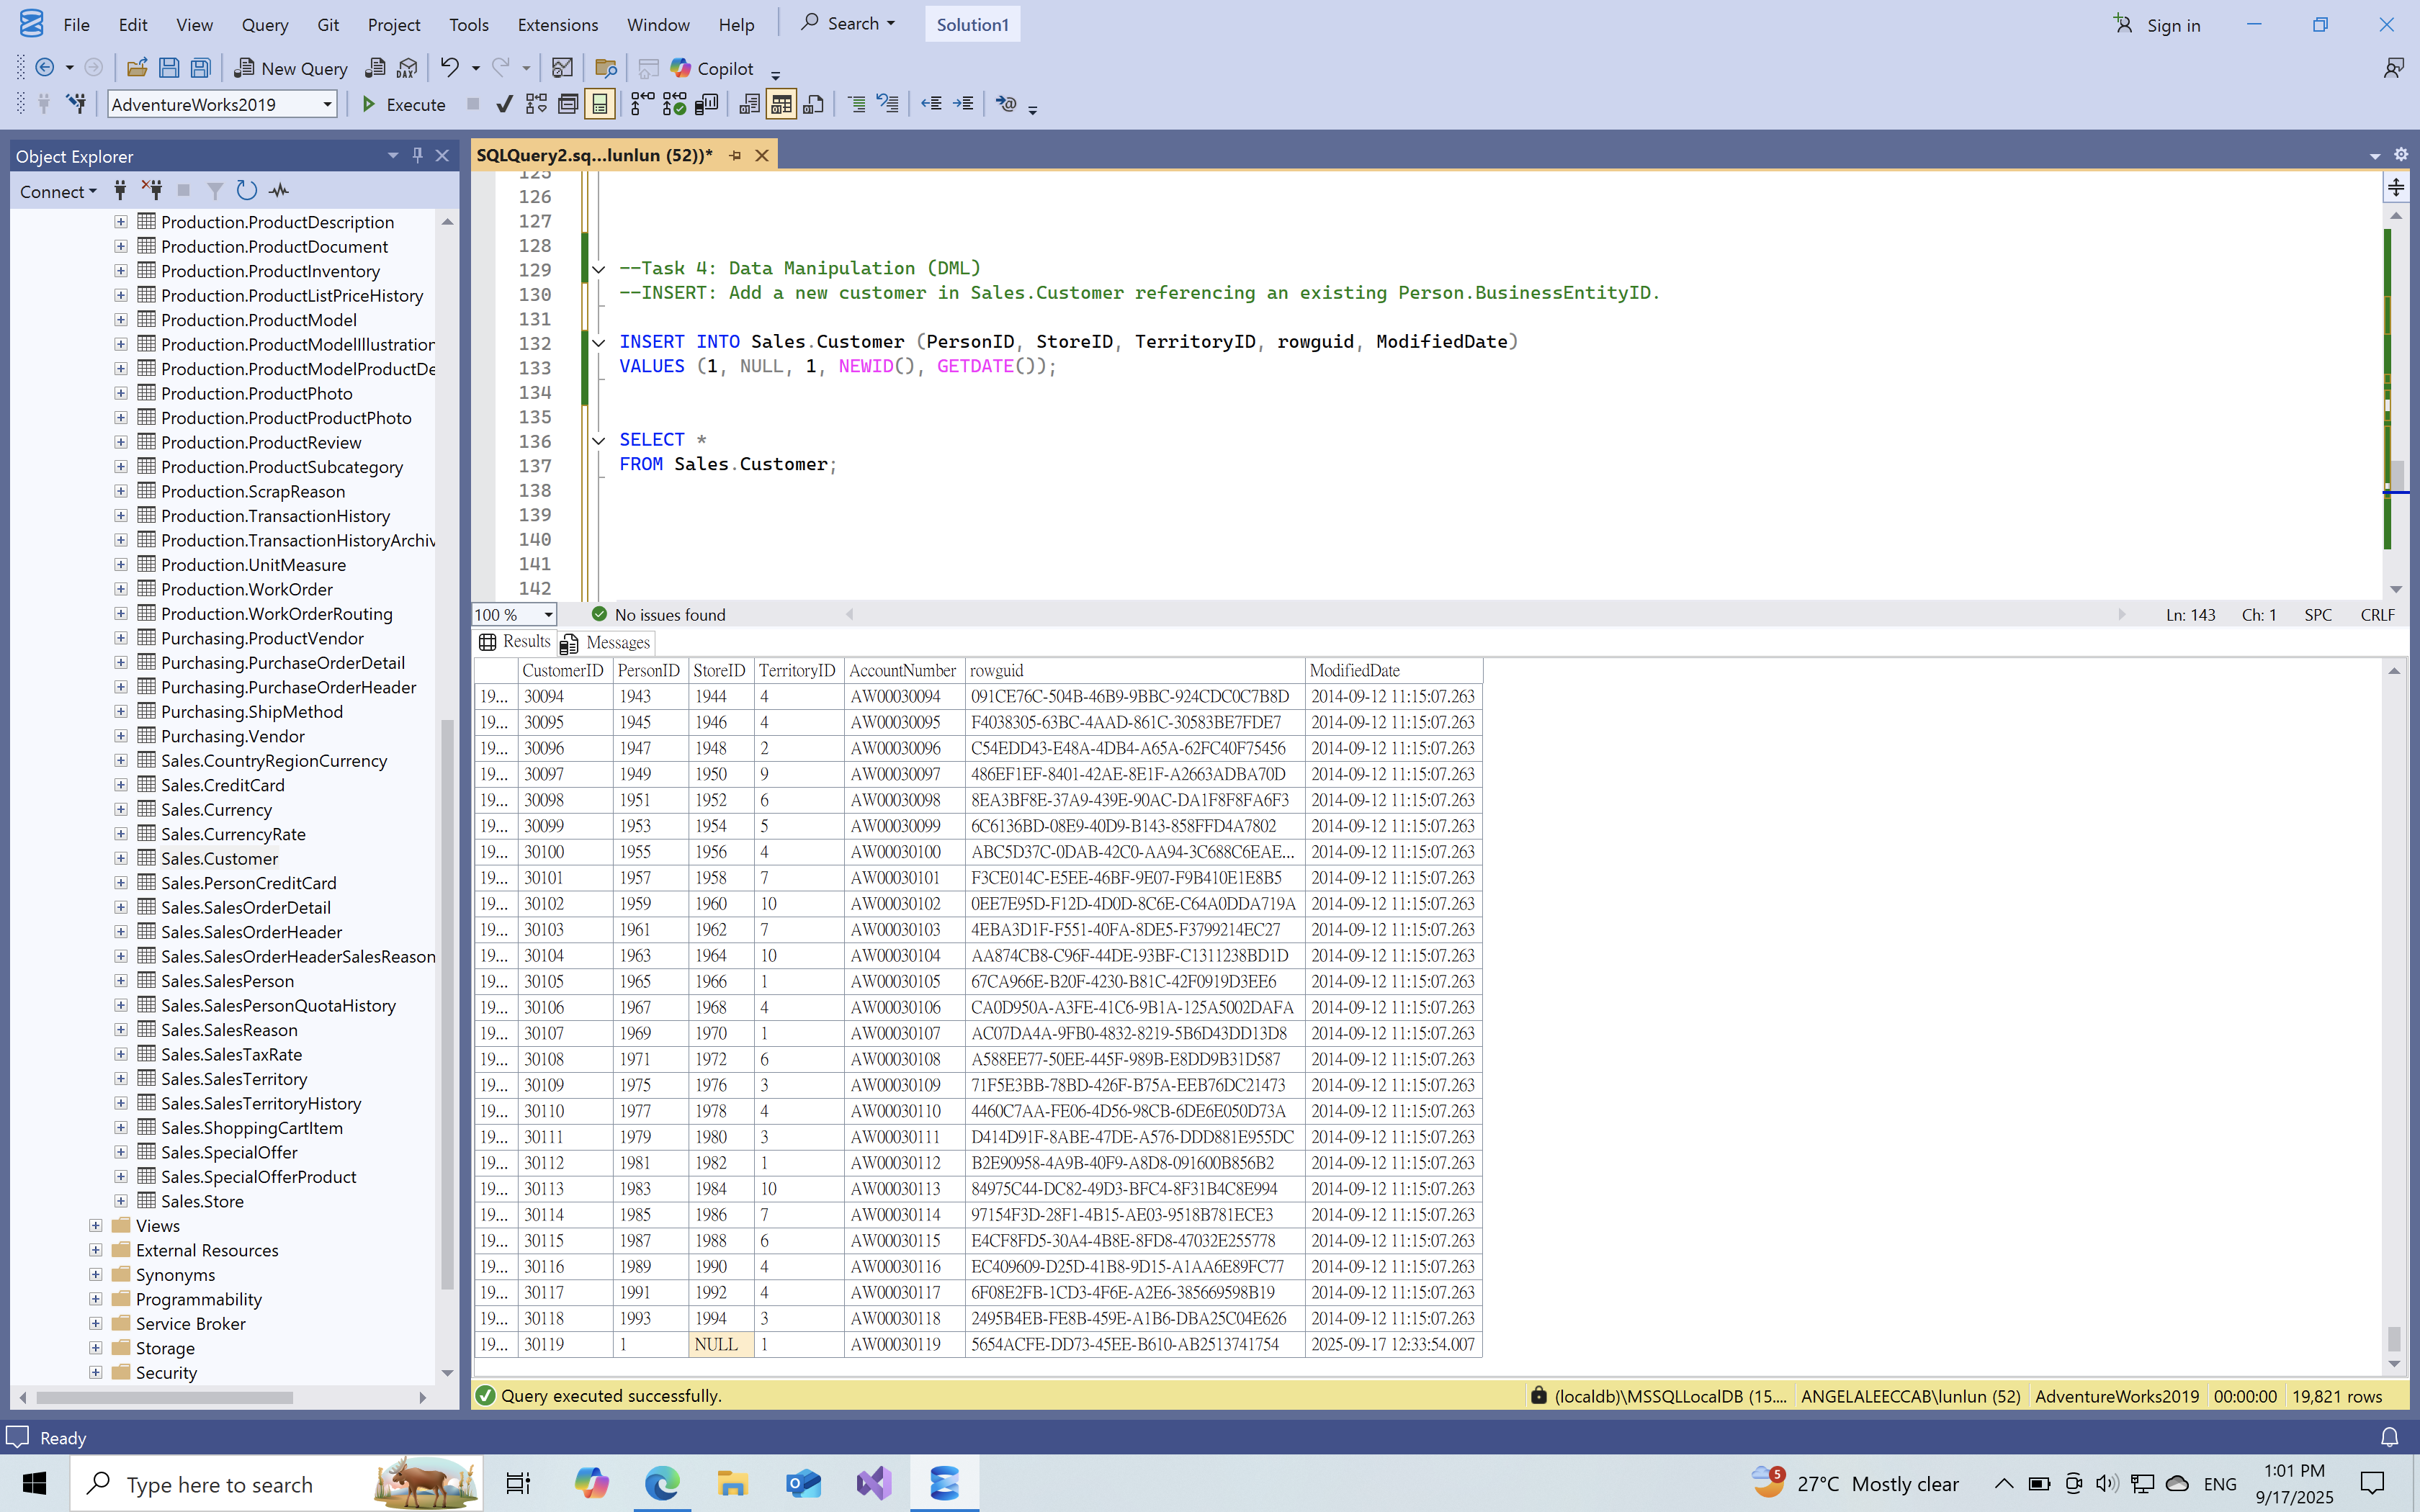 File Edit View Query Git Project Tools Extensions Window Help Search Solution1 Sign in
New Query DAX Copilot
AdventureWorks2019 Execute
Object Explorer
Connect
Production.ProductDescription
Production.ProductDocument
Production.ProductInventory
Production.ProductListPriceHistory
Production.ProductModel
Production.ProductModelIllustration
Production.ProductModelProductDe
Production.ProductPhoto
Production.ProductProductPhoto
Production.ProductReview
Production.ProductSubcategory
Production.ScrapReason
Production.TransactionHistory
Production.TransactionHistoryArchiv
Production.UnitMeasure
Production.WorkOrder
Production.WorkOrderRouting
Purchasing.ProductVendor
Purchasing.PurchaseOrderDetail
Purchasing.PurchaseOrderHeader
Purchasing.ShipMethod
Purchasing.Vendor
Sales.CountryRegionCurrency
Sales.CreditCard
Sales.Currency
Sales.CurrencyRate
Sales.Customer
Sales.PersonCreditCard
Sales.SalesOrderDetail
Sales.SalesOrderHeader
Sales.SalesOrderHeaderSalesReason
Sales.SalesPerson
Sales.SalesPersonQuotaHistory
Sales.SalesReason
Sales.SalesTaxRate
Sales.SalesTerritory
Sales.SalesTerritoryHistory
Sales.ShoppingCartItem
Sales.SpecialOffer
Sales.SpecialOfferProduct
Sales.Store
Views
External Resources
Synonyms
Programmability
Service Broker
Storage
Security
SQLQuery2.sq...lunlun (52))*
125
126
127
128
129 --Task 4: Data Manipulation (DML)
130 --INSERT: Add a new customer in Sales.Customer referencing an existing Person.BusinessEntityID.
131
132 INSERT INTO Sales.Customer (PersonID, StoreID, TerritoryID, rowguid, ModifiedDate)
133 VALUES (1, NULL, 1, NEWID(), GETDATE());
134
135
136 SELECT *
137 FROM Sales.Customer;
138
139
140
141
142
100 % No issues found Ln: 143 Ch: 1 SPC CRLF
Results Messages
CustomerID PersonID StoreID TerritoryID AccountNumber rowguid ModifiedDate
19... 30094 1943 1944 4 AW00030094 091CE76C-504B-46B9-9BBC-924CDC0C7B8D 2014-09-12 11:15:07.263
19... 30095 1945 1946 4 AW00030095 F4038305-63BC-4AAD-861C-30583BE7FDE7 2014-09-12 11:15:07.263
19... 30096 1947 1948 2 AW00030096 C54EDD43-E48A-4DB4-A65A-62FC40F75456 2014-09-12 11:15:07.263
19... 30097 1949 1950 9 AW00030097 486EF1EF-8401-42AE-8E1F-A2663ADBA70D 2014-09-12 11:15:07.263
19... 30098 1951 1952 6 AW00030098 8EA3BF8E-37A9-439E-90AC-DA1F8F8FA6F3 2014-09-12 11:15:07.263
19... 30099 1953 1954 5 AW00030099 6C6136BD-08E9-40D9-B143-858FFD4A7802 2014-09-12 11:15:07.263
19... 30100 1955 1956 4 AW00030100 ABC5D37C-0DAB-42C0-AA94-3C688C6EAE... 2014-09-12 11:15:07.263
19... 30101 1957 1958 7 AW00030101 F3CE014C-E5EE-46BF-9E07-F9B410E1E8B5 2014-09-12 11:15:07.263
19... 30102 1959 1960 10 AW00030102 0EE7E95D-F12D-4D0D-8C6E-C64A0DDA719A 2014-09-12 11:15:07.263
19... 30103 1961 1962 7 AW00030103 4EBA3D1F-F551-40FA-8DE5-F3799214EC27 2014-09-12 11:15:07.263
19... 30104 1963 1964 10 AW00030104 AA874CB8-C96F-44DE-93BF-C1311238BD1D 2014-09-12 11:15:07.263
19... 30105 1965 1966 1 AW00030105 67CA966E-B20F-4230-B81C-42F0919D3EE6 2014-09-12 11:15:07.263
19... 30106 1967 1968 4 AW00030106 CA0D950A-A3FE-41C6-9B1A-125A5002DAFA 2014-09-12 11:15:07.263
19... 30107 1969 1970 1 AW00030107 AC07DA4A-9FB0-4832-8219-5B6D43DD13D8 2014-09-12 11:15:07.263
19... 30108 1971 1972 6 AW00030108 A588EE77-50EE-445F-989B-E8DD9B31D587 2014-09-12 11:15:07.263
19... 30109 1975 1976 3 AW00030109 71F5E3BB-78BD-426F-B75A-EEB76DC21473 2014-09-12 11:15:07.263
19... 30110 1977 1978 4 AW00030110 4460C7AA-FE06-4D56-98CB-6DE6E050D73A 2014-09-12 11:15:07.263
19... 30111 1979 1980 3 AW00030111 D414D91F-8ABE-47DE-A576-DDD881E955DC 2014-09-12 11:15:07.263
19... 30112 1981 1982 1 AW00030112 B2E90958-4A9B-40F9-A8D8-091600B856B2 2014-09-12 11:15:07.263
19... 30113 1983 1984 10 AW00030113 84975C44-DC82-49D3-BFC4-8F31B4C8E994 2014-09-12 11:15:07.263
19... 30114 1985 1986 7 AW00030114 97154F3D-28F1-4B15-AE03-9518B781ECE3 2014-09-12 11:15:07.263
19... 30115 1987 1988 6 AW00030115 E4CF8FD5-30A4-4B8E-8FD8-47032E255778 2014-09-12 11:15:07.263
19... 30116 1989 1990 4 AW00030116 EC409609-D25D-41B8-9D15-A1AA6E89FC77 2014-09-12 11:15:07.263
19... 30117 1991 1992 4 AW00030117 6F08E2FB-1CD3-4F6E-A2E6-385669598B19 2014-09-12 11:15:07.263
19... 30118 1993 1994 3 AW00030118 2495B4EB-FE8B-459E-A1B6-DBA25C04E626 2014-09-12 11:15:07.263
19... 30119 1 NULL 1 AW00030119 5654ACFE-DD73-45EE-B610-AB2513741754 2025-09-17 12:33:54.007
Query executed successfully. (localdb)\MSSQLLocalDB (15.... ANGELALEECCAB\lunlun (52) AdventureWorks2019 00:00:00 19,821 rows
Ready
Type here to search 5 27°C Mostly clear ENG 1:01 PM
9/17/2025